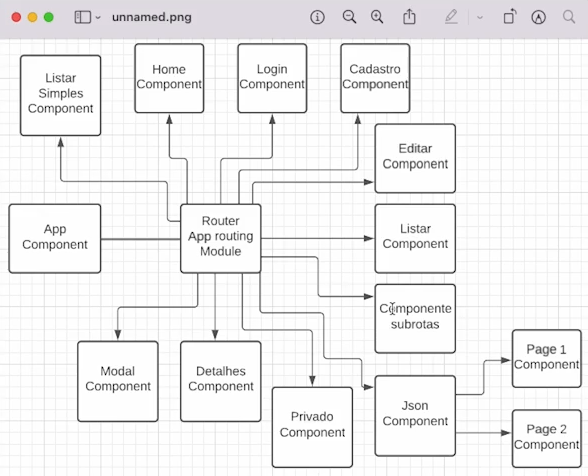 unnamed.png
Listar
Simples
Component
Home
Component
Login
Component
Cadastro
Component
Editar
Component
App
Component
Router
App routing
Module
Listar
Component
Componente
subrotas
Modal
Component
Detalhes
Component
Privado
Component
Json
Component
Page 1
Component
Page 2
Component